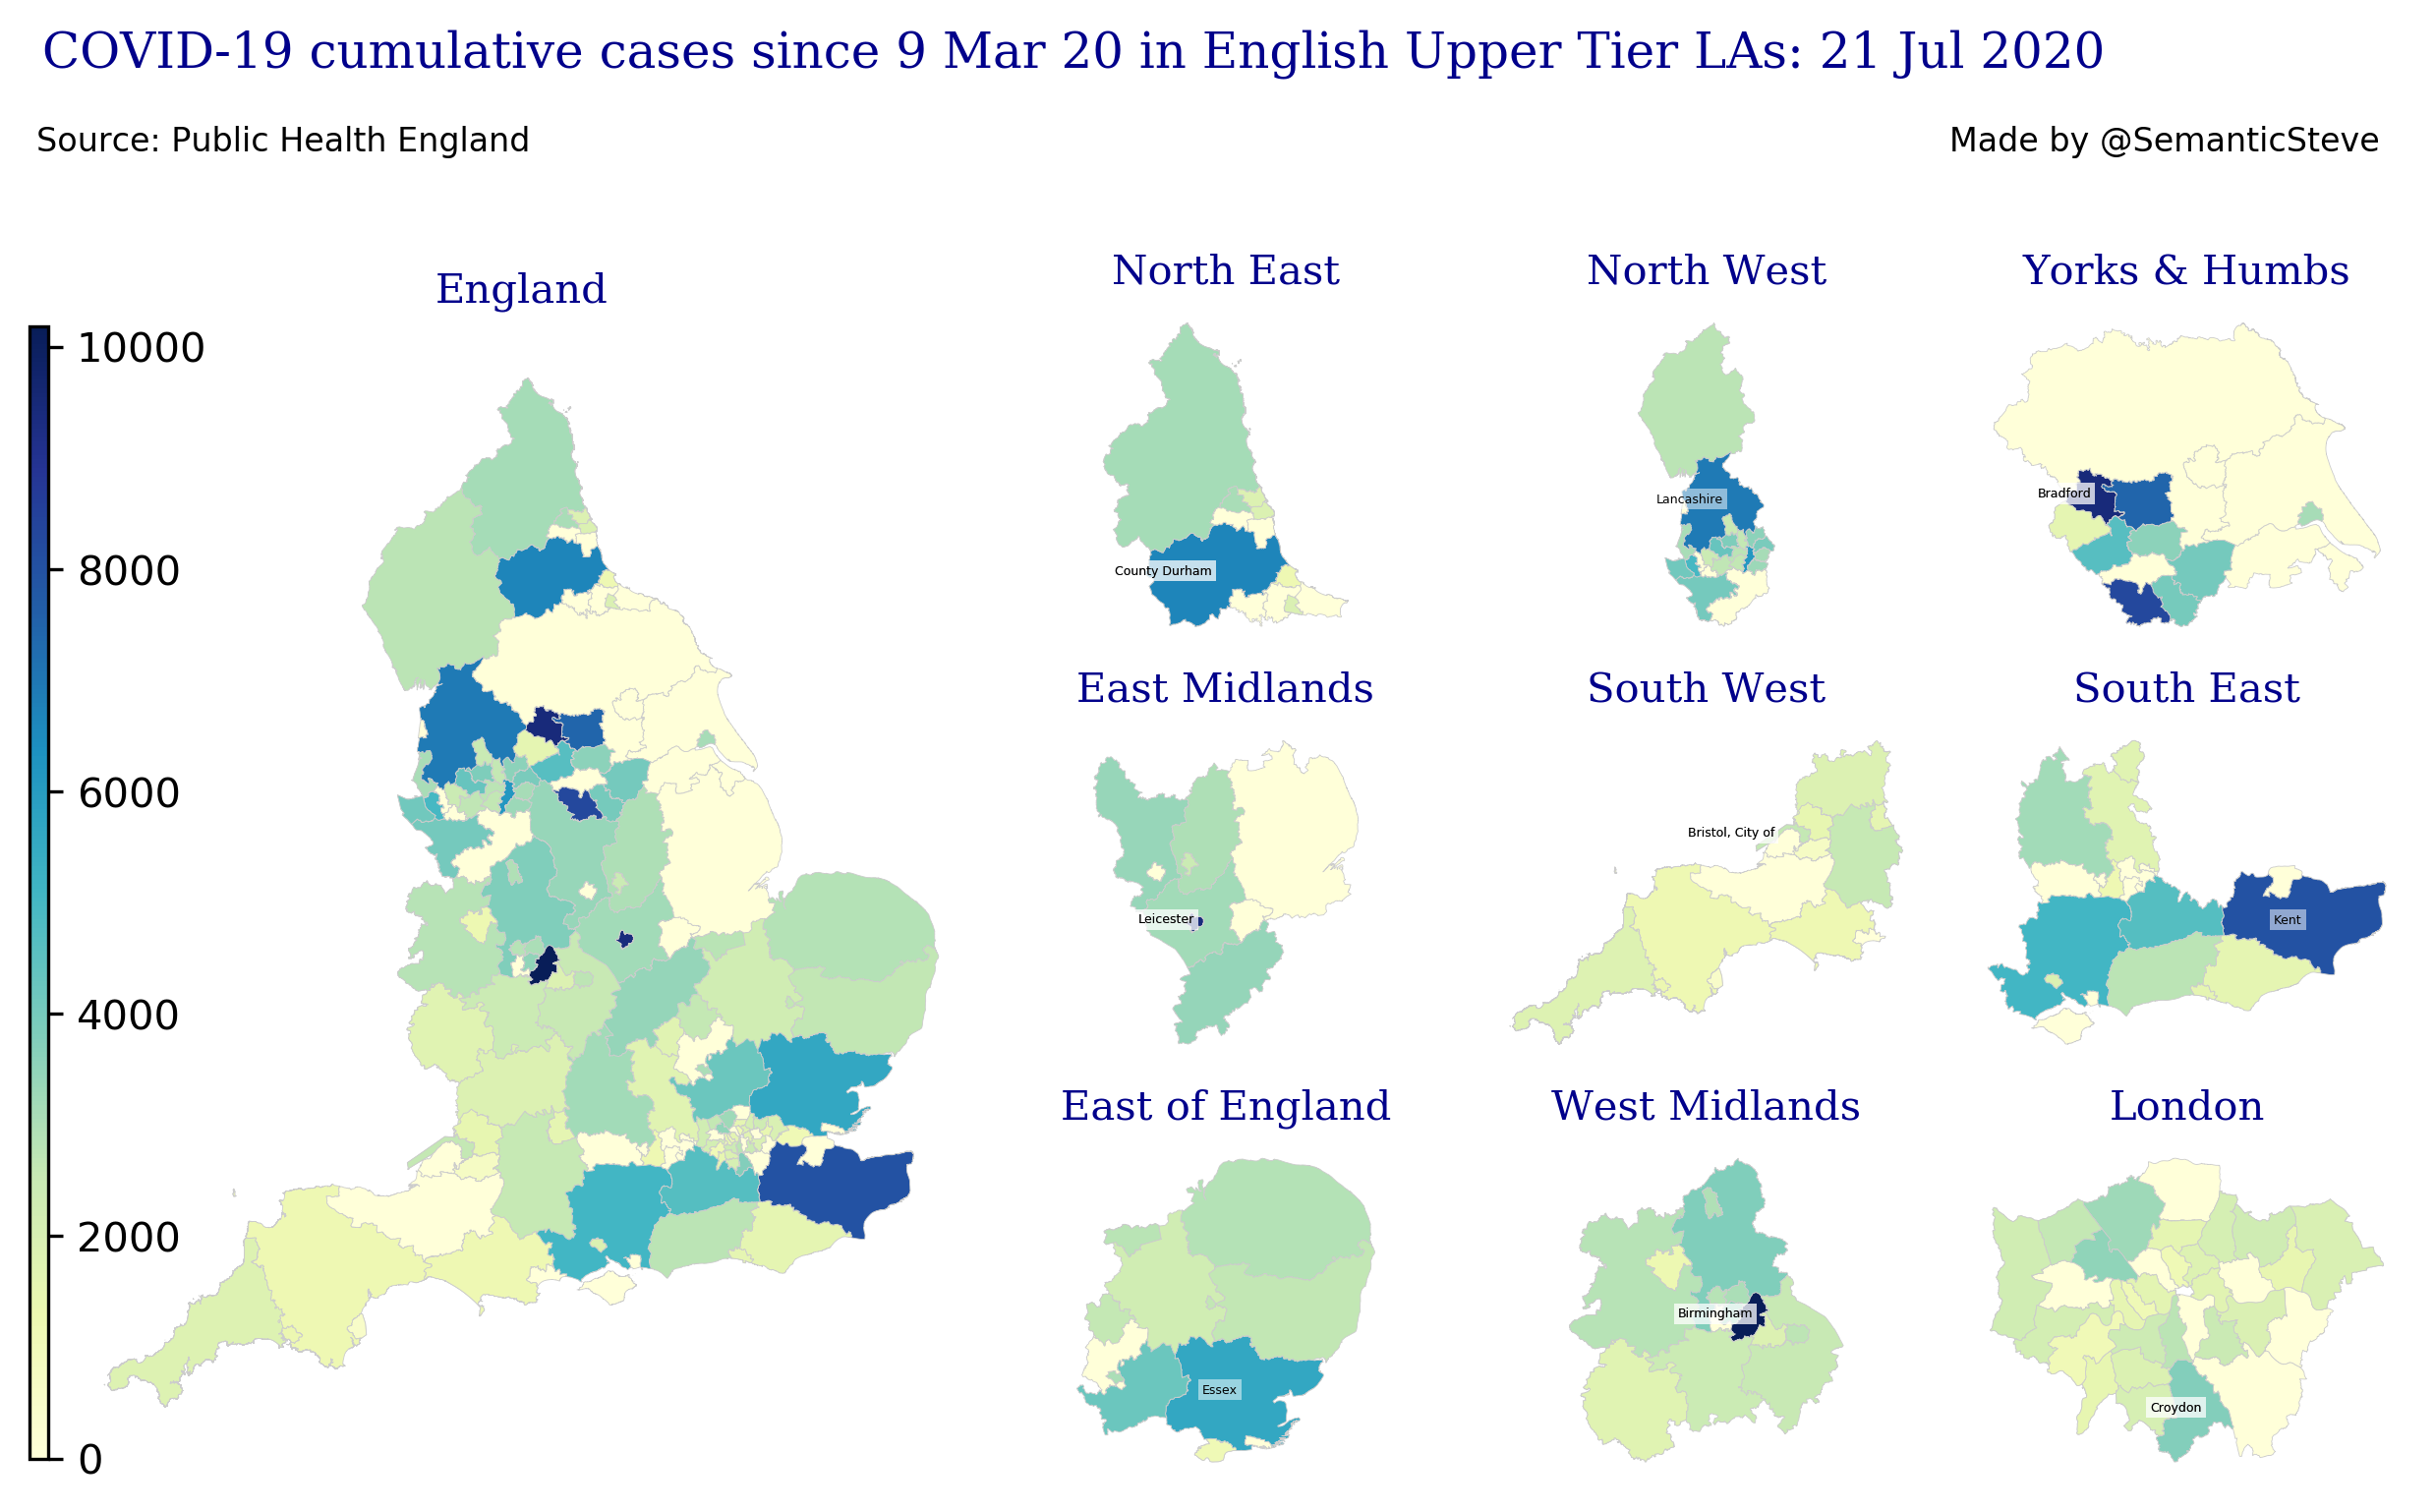 COVID-19 cumulative cases since 9 Mar 20 in English Upper Tier LAs: 21 Jul 2020
Source: Public Health England
Made by @SemanticSteve
England
10000
8000
6000
4000
2000
0
North East
County Durham
North West
Lancashire
Yorks & Humbs
Bradford
East Midlands
Leicester
South West
Bristol, City of
South East
Kent
East of England
Essex
West Midlands
Birmingham
London
Croydon